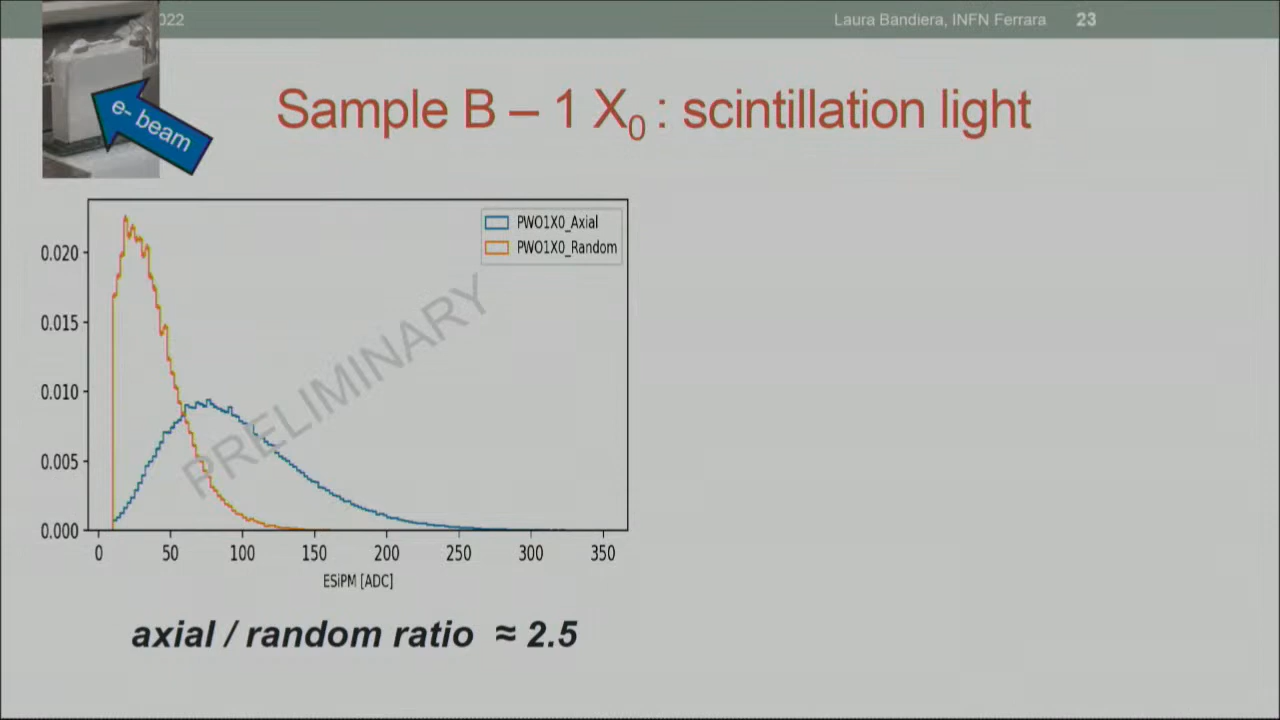 022
Laura Bandiera, INFN Ferrara 23
e- beam
Sample B – 1 X₀ : scintillation light
PWO1X0_Axial
PWO1X0_Random
0.020
0.015
0.010
0.005
0.000
PRELIMINARY
0 50 100 150 200 250 300 350
ESiPM [ADC]
axial / random ratio ≈ 2.5